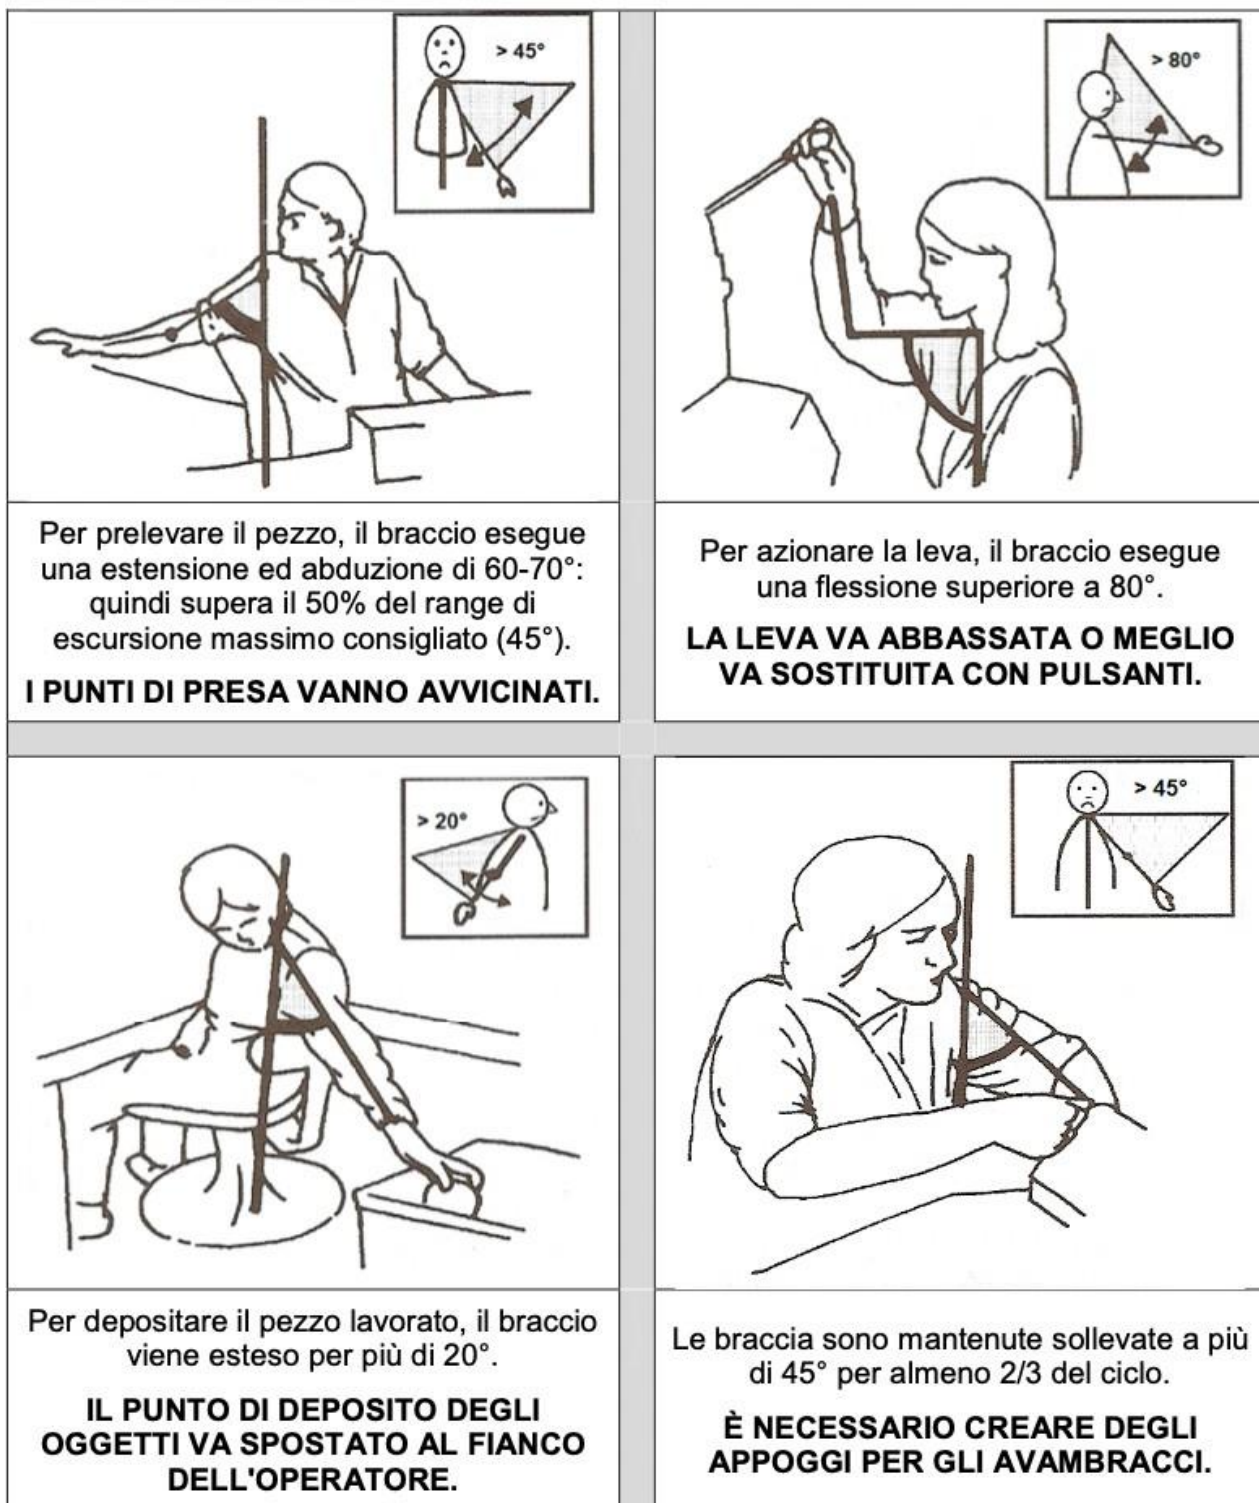 > 45°
Per prelevare il pezzo, il braccio esegue
una estensione ed abduzione di 60-70°:
quindi supera il 50% del range di
escursione massimo consigliato (45°).
I PUNTI DI PRESA VANNO AVVICINATI.
> 80°
Per azionare la leva, il braccio esegue
una flessione superiore a 80°.
LA LEVA VA ABBASSATA O MEGLIO
VA SOSTITUITA CON PULSANTI.
> 20°
Per depositare il pezzo lavorato, il braccio
viene esteso per più di 20°.
IL PUNTO DI DEPOSITO DEGLI
OGGETTI VA SPOSTATO AL FIANCO
DELL'OPERATORE.
> 45°
Le braccia sono mantenute sollevate a più
di 45° per almeno 2/3 del ciclo.
È NECESSARIO CREARE DEGLI
APPOGGI PER GLI AVAMBRACCI.